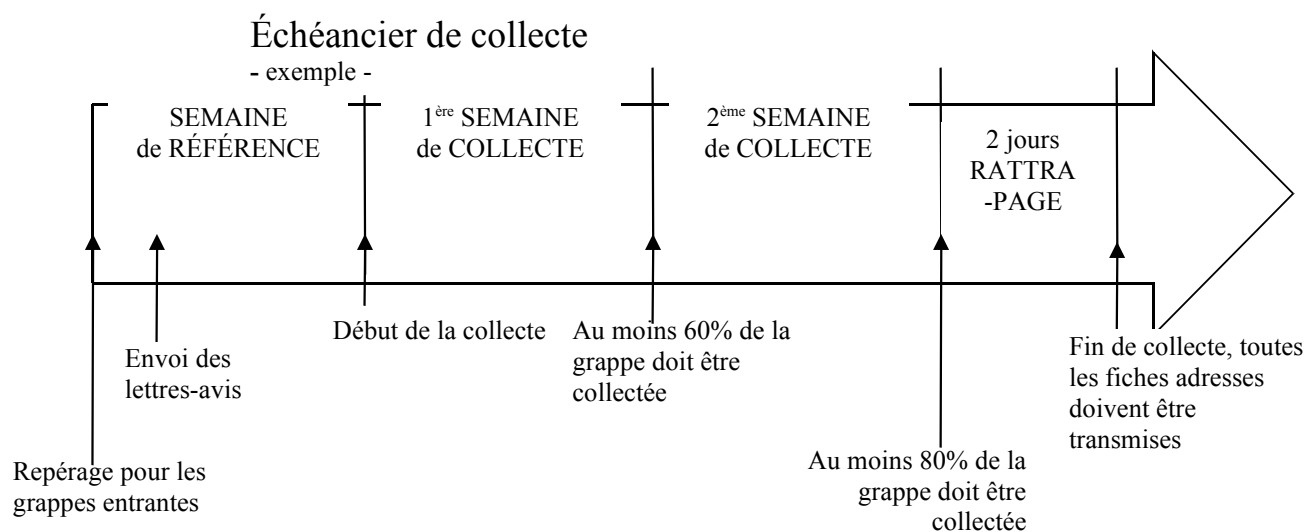 Échéancier de collecte
- exemple -
SEMAINE
de RÉFÉRENCE
1ère SEMAINE
de COLLECTE
2ème SEMAINE
de COLLECTE
2 jours
RATTRA
-PAGE
Début de la collecte
Au moins 60% de la
grappe doit être
collectée
Envoi des
lettres-avis
Fin de collecte, toutes
les fiches adresses
doivent être
transmises
Repérage pour les
grappes entrantes
Au moins 80% de la
grappe doit être
collectée